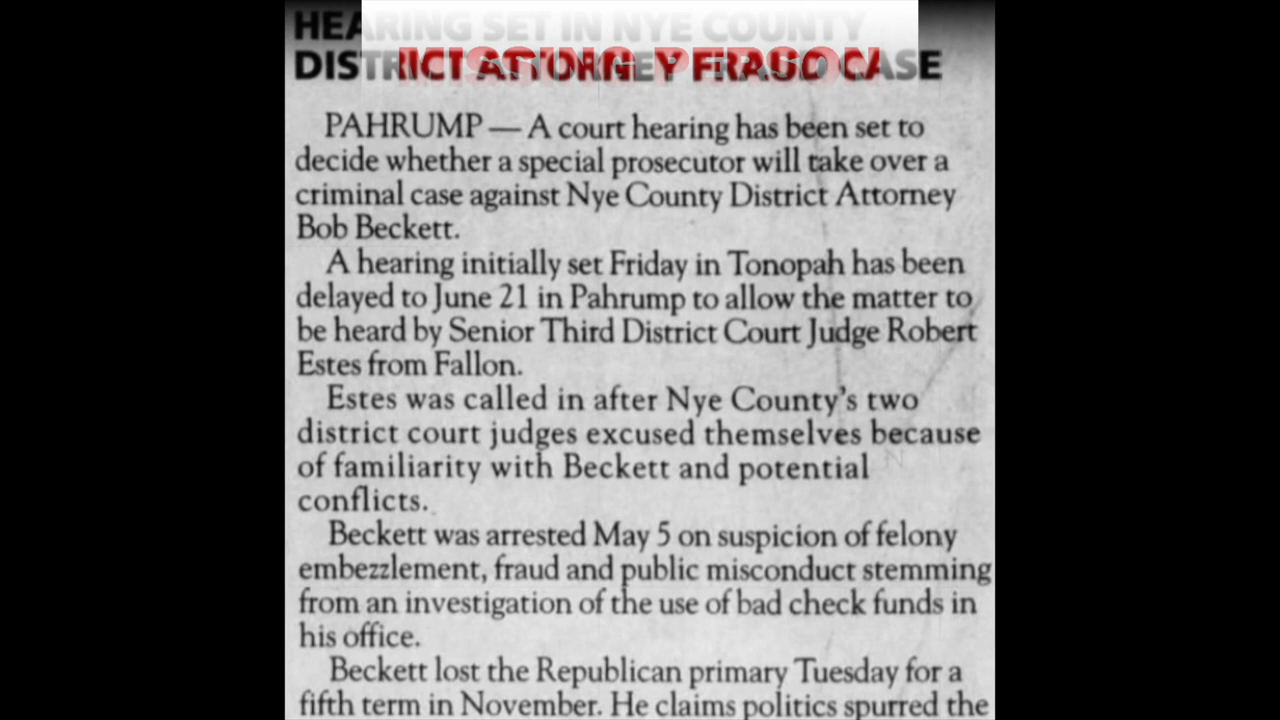 HEARING SET IN NYE COUNTY
DISTRICT ATTORNEY FRAUD CASE
PAHRUMP — A court hearing has been set to
decide whether a special prosecutor will take over a
criminal case against Nye County District Attorney
Bob Beckett.
A hearing initially set Friday in Tonopah has been
delayed to June 21 in Pahrump to allow the matter to
be heard by Senior Third District Court Judge Robert
Estes from Fallon.
Estes was called in after Nye County's two
district court judges excused themselves because
of familiarity with Beckett and potential
conflicts.
Beckett was arrested May 5 on suspicion of felony
embezzlement, fraud and public misconduct stemming
from an investigation of the use of bad check funds in
his office.
Beckett lost the Republican primary Tuesday for a
fifth term in November. He claims politics spurred the